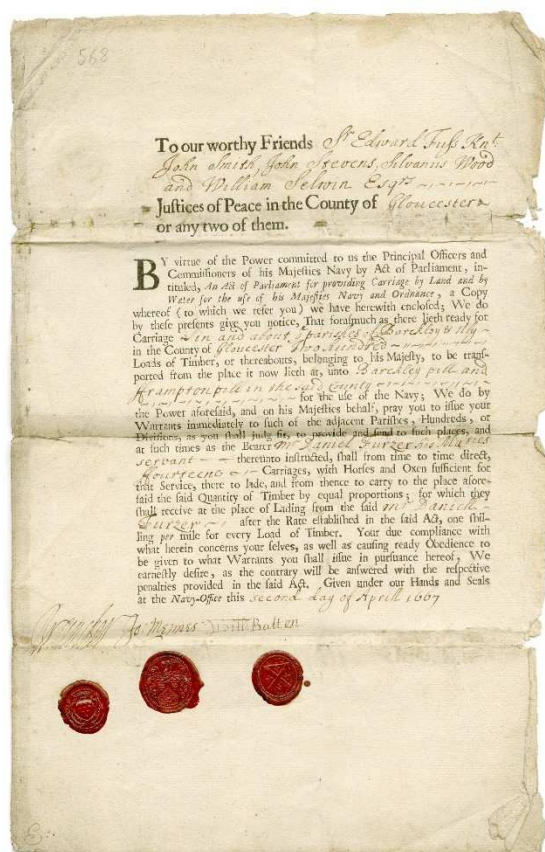 568
To our worthy Friends Sr. Edward Fust Knt.
John Smith, John Stevens, Silvanus Wood
and William Selwin Esqrs
Justices of Peace in the County of Gloucester
or any two of them.
BY virtue of the Power committed to us the Principal Officers and
Commissioners of his Majesties Navy by Act of Parliament, in-
tituled, An Act of Parliament for providing Carriage by Land and by
Water for the use of his Majesties Navy and Ordnance, a Copy
whereof (to which we refer you) we have herewith enclosed; We do
by these presents give you notice, That forasmuch as there lieth ready for
Carriage in and about ye parishes of Barckley &
in the County of Gloucester Two hundred
Loads of Timber, or thereabouts, belonging to his Majesty, to be trans-
ported from the place it now lieth at, unto Barckley pill and
Frampton pill in the said County
for the use of the Navy; We do by
the Power aforesaid, and on his Majesties behalf, pray you to issue your
Warrants immediately to such of the adjacent Parishes, Hundreds, or
Divisions, as you shall judg fit, to provide and send to such places, and
at such times as the Bearer Mr Daniel Furzer his Maties
servant thereunto instructed, shall from time to time direct,
ffourteene Carriages, with Horses and Oxen sufficient for
that Service, there to lade, and from thence to carry to the place afore-
said the said Quantity of Timber by equal proportions; for which they
shall receive at the place of Lading from the said Mr Daniell
Furzer after the Rate established in the said Act, one shil-
ling per mile for every Load of Timber. Your due compliance with
what herein concerns your selves, as well as causing ready Obedience to
be given to what Warrants you shall issue in pursuance hereof, We
earnestly desire, as the contrary will be answered with the respective
penalties provided in the said Act. Given under our Hands and Seals
at the Navy-Office this second day of Aprill 1667
Jo Mennes Batten